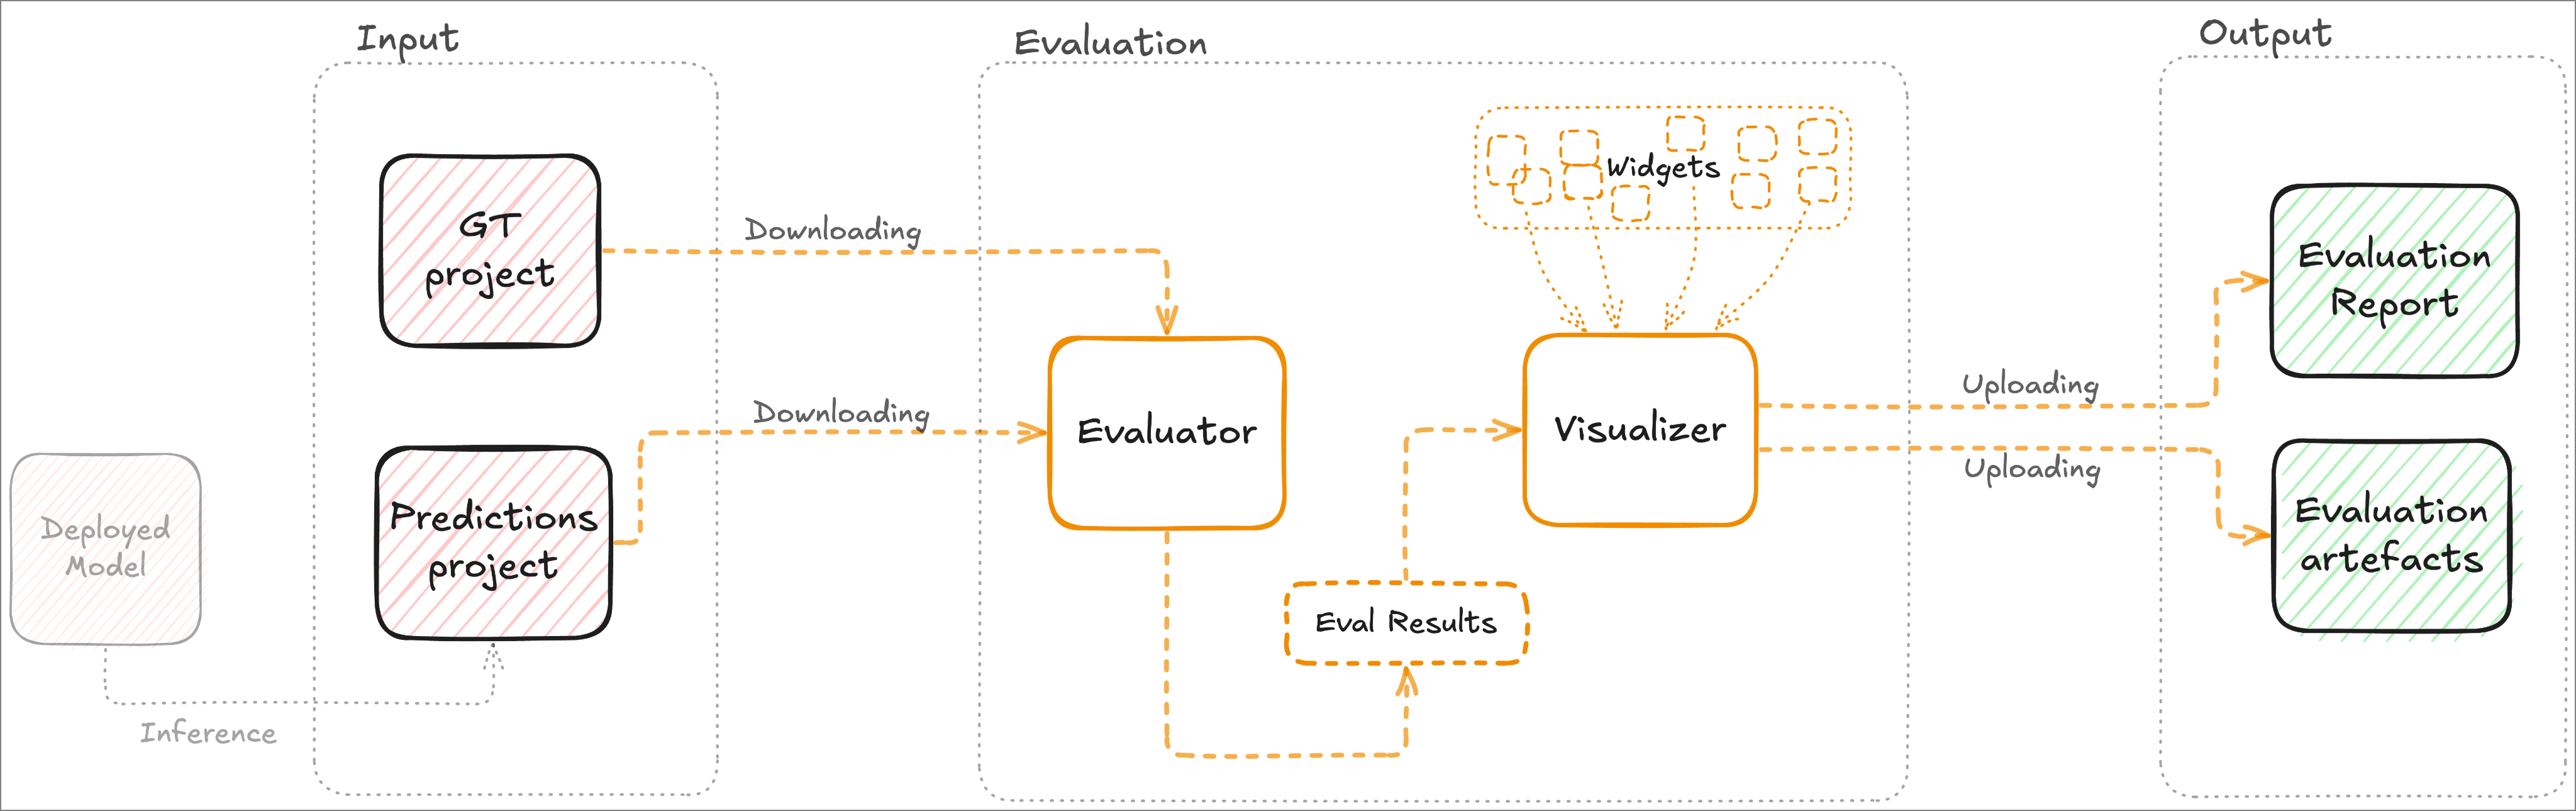 Input
Evaluation
Output
GT
project
Downloading
Widgets
Evaluation
Report
Downloading
Evaluator
Visualizer
Uploading
Uploading
Deployed
Model
Predictions
project
Eval Results
Evaluation
artefacts
Inference